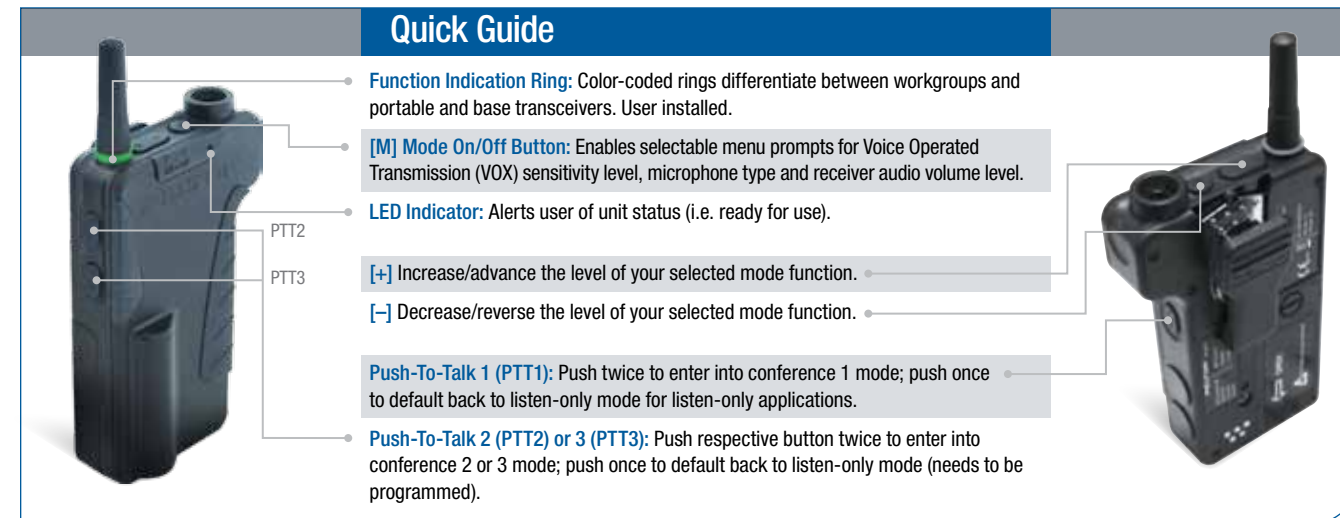 Quick Guide
Function Indication Ring: Color-coded rings differentiate between workgroups and
portable and base transceivers. User installed.
[M] Mode On/Off Button: Enables selectable menu prompts for Voice Operated
Transmission (VOX) sensitivity level, microphone type and receiver audio volume level.
LED Indicator: Alerts user of unit status (i.e. ready for use).
PTT2
PTT3
[+] Increase/advance the level of your selected mode function.
[–] Decrease/reverse the level of your selected mode function.
Push-To-Talk 1 (PTT1): Push twice to enter into conference 1 mode; push once
to default back to listen-only mode for listen-only applications.
Push-To-Talk 2 (PTT2) or 3 (PTT3): Push respective button twice to enter into
conference 2 or 3 mode; push once to default back to listen-only mode (needs to be
programmed).